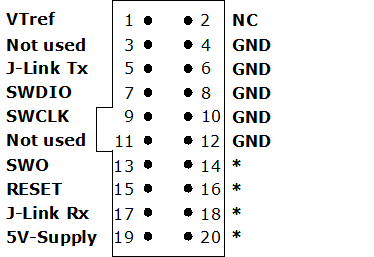 VTref 1 2 NC
Not used 3 4 GND
J-Link Tx 5 6 GND
SWDIO 7 8 GND
SWCLK 9 10 GND
Not used 11 12 GND
SWO 13 14 *
RESET 15 16 *
J-Link Rx 17 18 *
5V-Supply 19 20 *